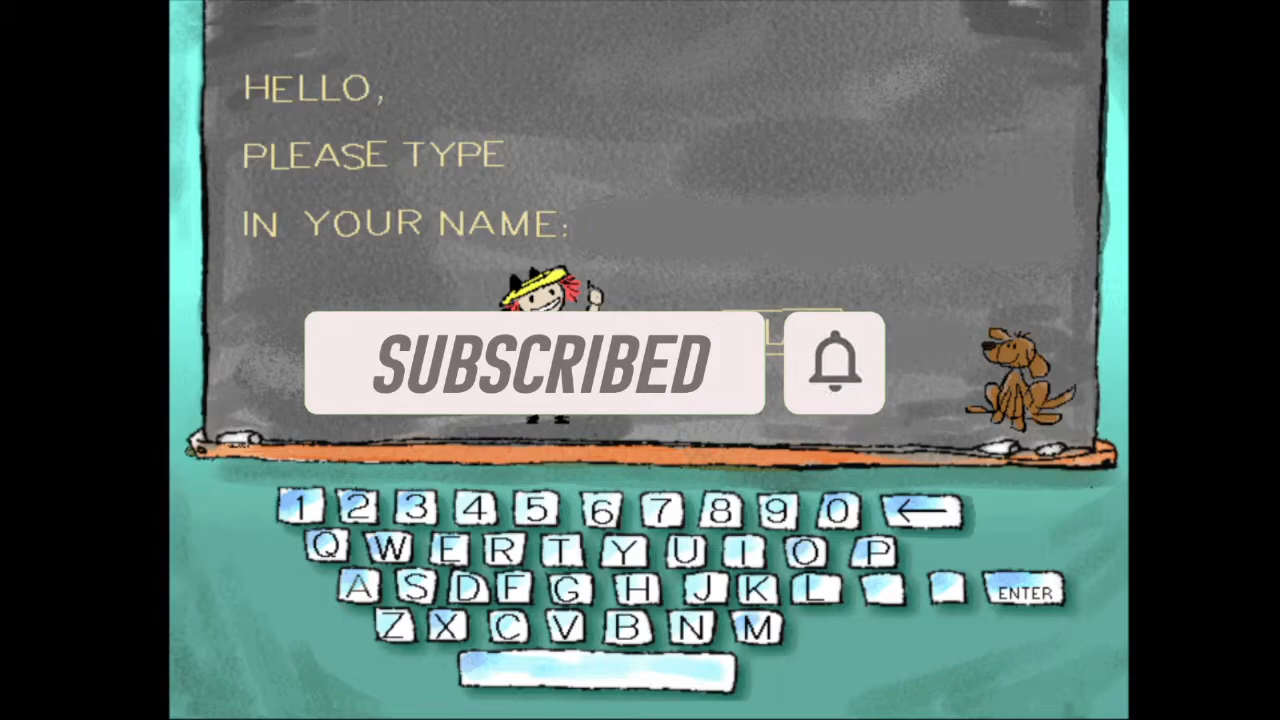 HELLO,
PLEASE TYPE
IN YOUR NAME:
SUBSCRIBED
1 2 3 4 5 6 7 8 9 0 ←
Q W E R T Y U I O P
A S D F G H J K L ENTER
Z X C V B N M